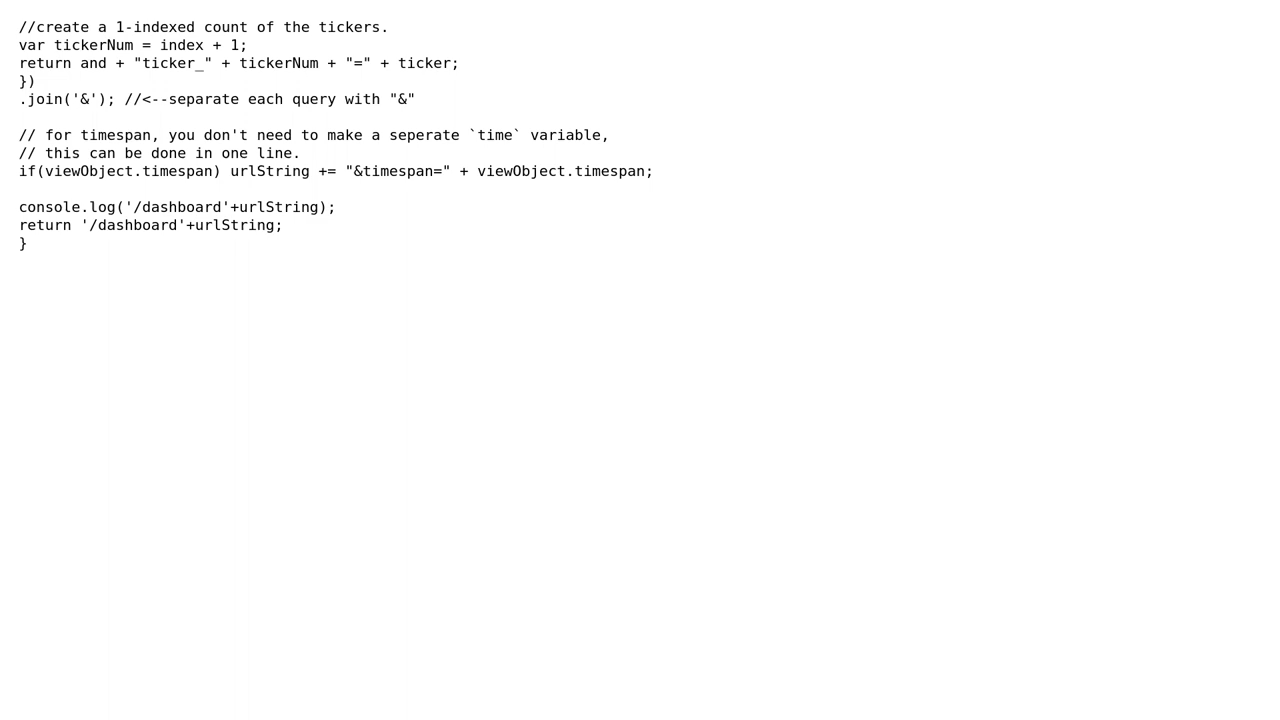 //create a 1-indexed count of the tickers.
var tickerNum = index + 1;
return and + "ticker_" + tickerNum + "=" + ticker;
})
.join('&'); //<--separate each query with "&"

// for timespan, you don't need to make a seperate `time` variable,
// this can be done in one line.
if(viewObject.timespan) urlString += "&timespan=" + viewObject.timespan;

console.log('/dashboard'+urlString);
return '/dashboard'+urlString;
}